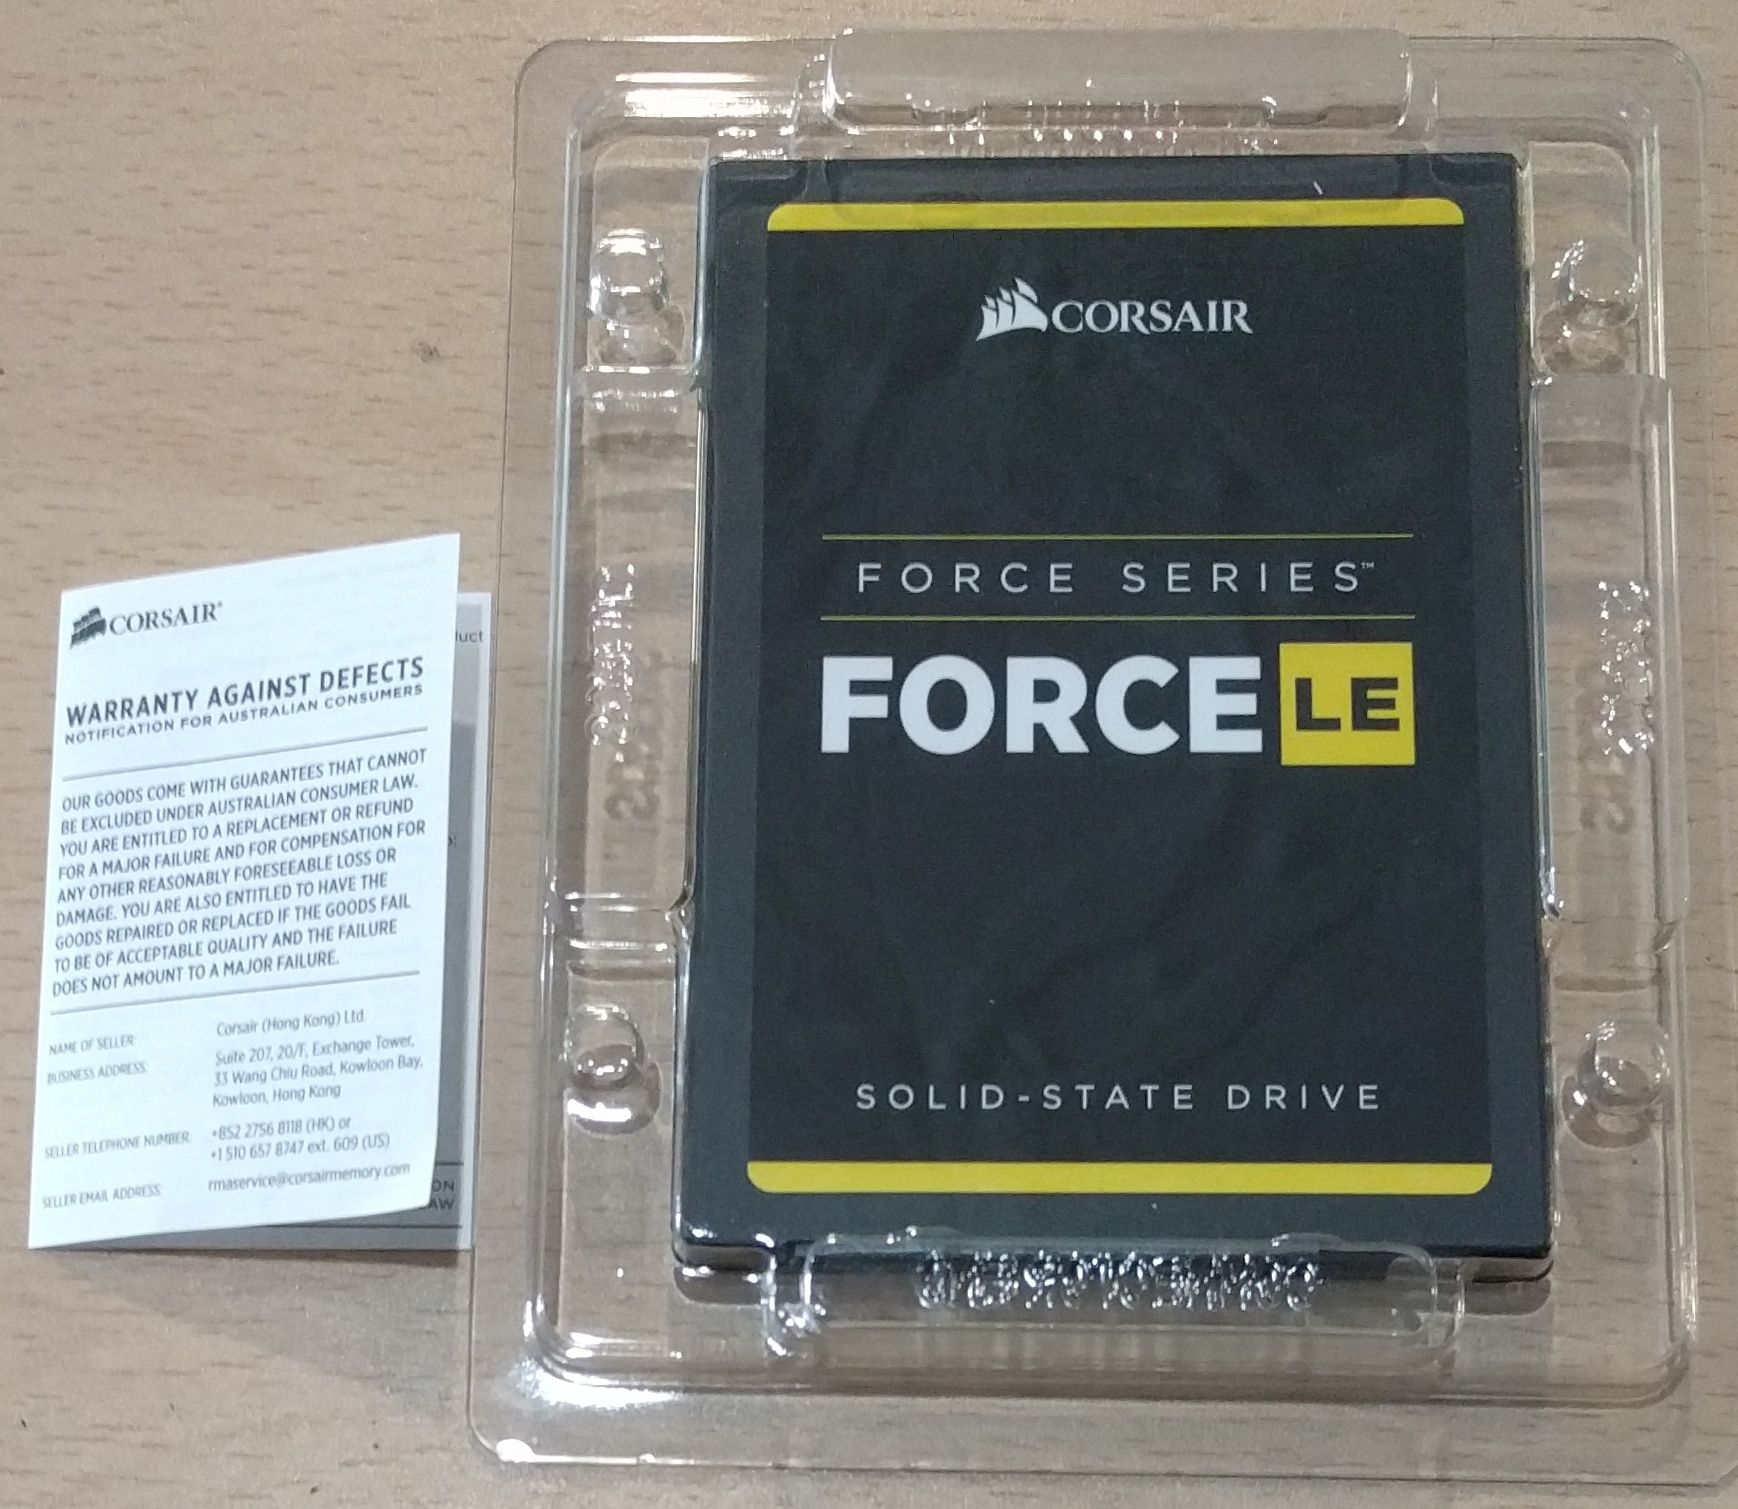 CORSAIR
WARRANTY AGAINST DEFECTS
NOTIFICATION FOR AUSTRALIAN CONSUMERS
OUR GOODS COME WITH GUARANTEES THAT CANNOT
BE EXCLUDED UNDER AUSTRALIAN CONSUMER LAW.
YOU ARE ENTITLED TO A REPLACEMENT OR REFUND
FOR A MAJOR FAILURE AND FOR COMPENSATION FOR
ANY OTHER REASONABLY FORESEEABLE LOSS OR
DAMAGE. YOU ARE ALSO ENTITLED TO HAVE THE
GOODS REPAIRED OR REPLACED IF THE GOODS FAIL
TO BE OF ACCEPTABLE QUALITY AND THE FAILURE
DOES NOT AMOUNT TO A MAJOR FAILURE.
NAME OF SELLER: Corsair (Hong Kong) Ltd.
BUSINESS ADDRESS: Suite 207, 20/F, Exchange Tower,
33 Wang Chiu Road, Kowloon Bay,
Kowloon, Hong Kong
SELLER TELEPHONE NUMBER: +852 2756 8118 (HK) or
+1 510 657 8747 ext. 609 (US)
SELLER EMAIL ADDRESS: rmaservice@corsairmemory.com
CORSAIR
FORCE SERIES™
FORCE LE
SOLID-STATE DRIVE